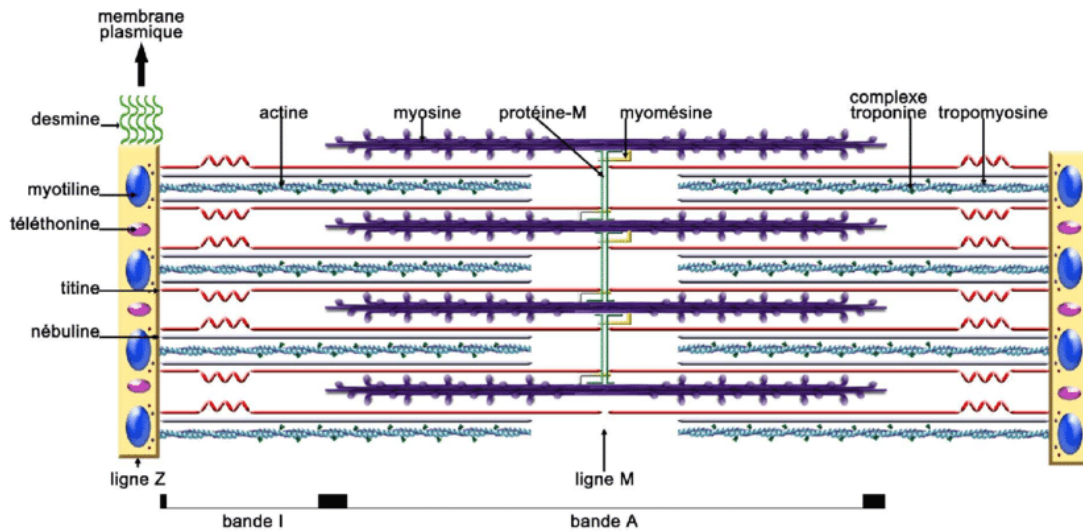 membrane
plasmique
desmine
actine
myosine
protéine-M
myomésine
complexe
troponine
tropomyosine
myotiline
téléthonine
titine
nébuline
ligne Z
ligne M
bande I
bande A